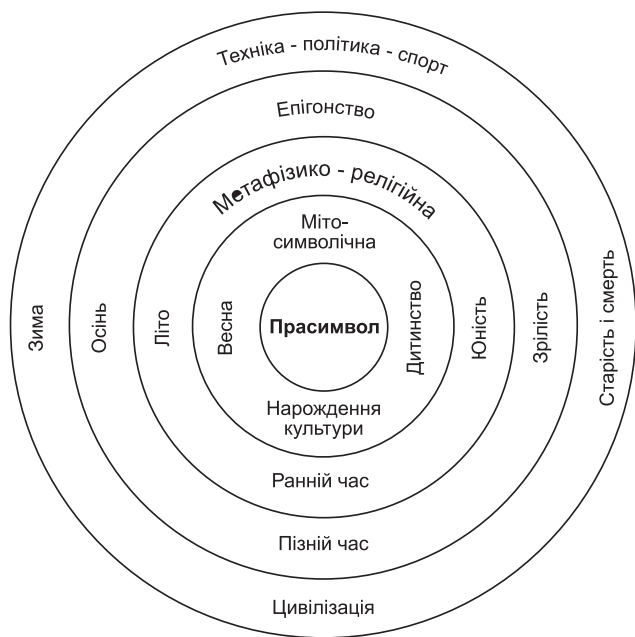 Техніка - політика - спорт
Епігонство
Метафізико - релігійна
Міто-
символічна
Зима
Осінь
Літо
Весна
Прасимвол
Дитинство
Юність
Зрілість
Старість і смерть
Нарождення
культури
Ранній час
Пізній час
Цивілізація